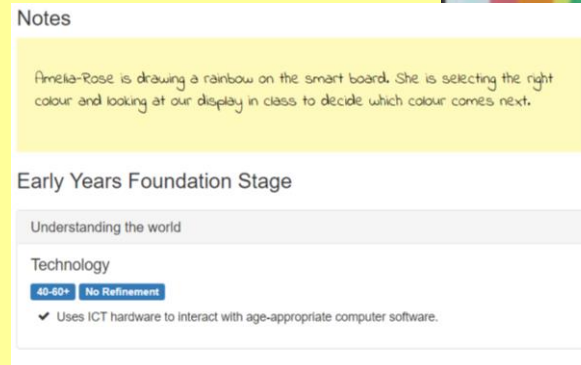 Notes
Amelia-Rose is drawing a rainbow on the smart board. She is selecting the right
colour and looking at our display in class to decide which colour comes next.
Early Years Foundation Stage
Understanding the world
Technology
40-60+ No Refinement
✔ Uses ICT hardware to interact with age-appropriate computer software.